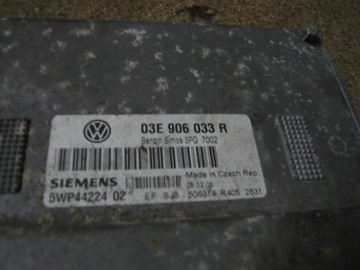 03E 906 033 R
Benzin Simos 3PG 7002
Made in Czech Rep.
SIEMENS
5WP44224 02